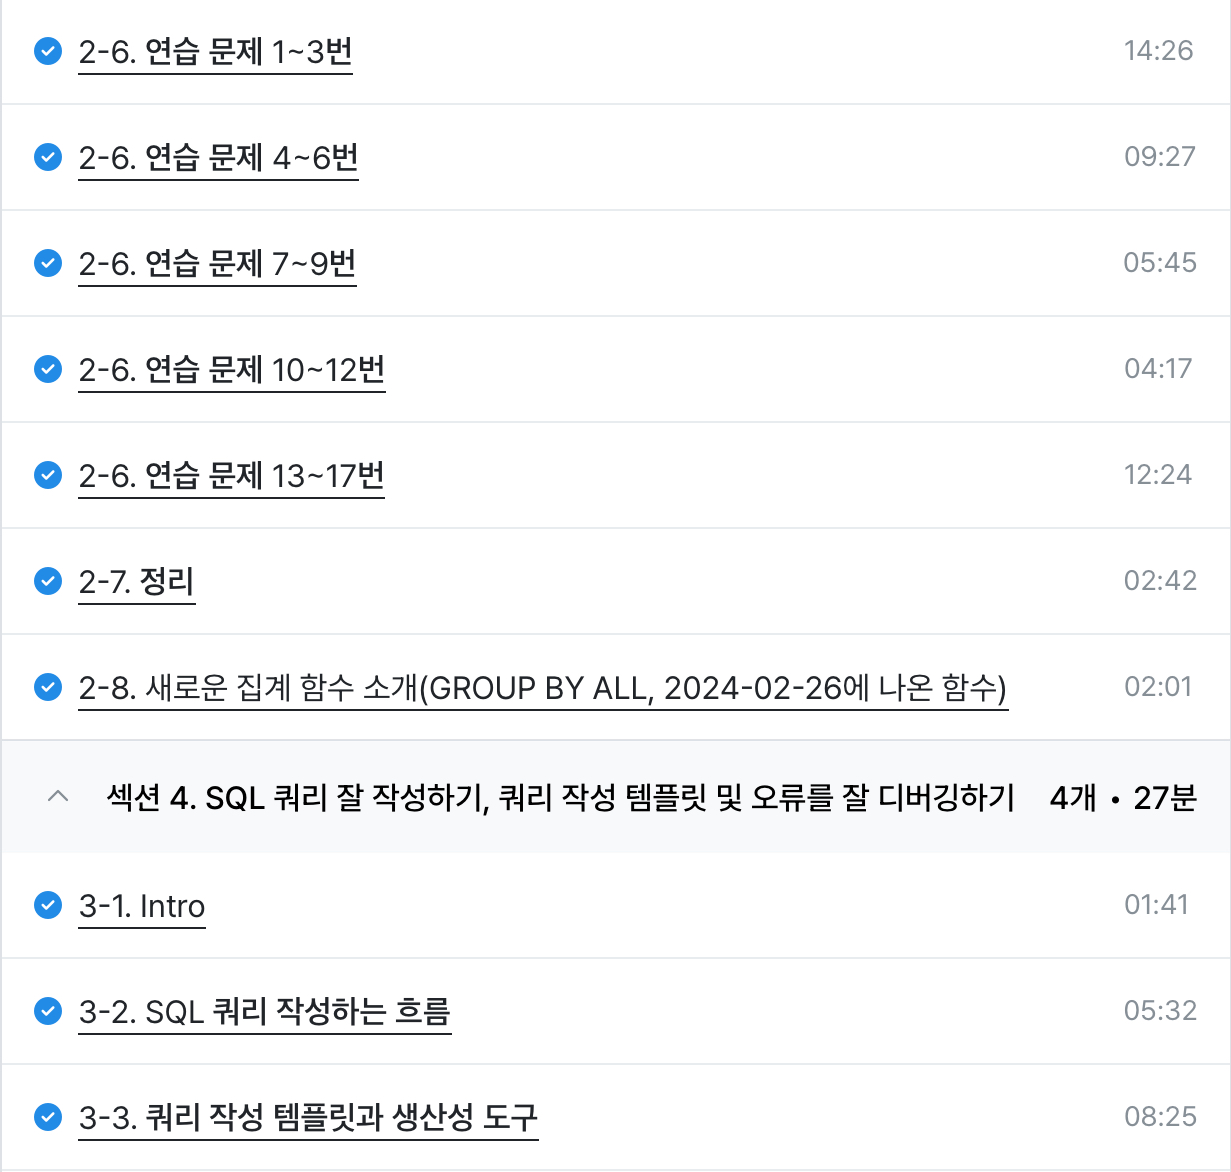 2-6. 연습 문제 1~3번 14:26
2-6. 연습 문제 4~6번 09:27
2-6. 연습 문제 7~9번 05:45
2-6. 연습 문제 10~12번 04:17
2-6. 연습 문제 13~17번 12:24
2-7. 정리 02:42
2-8. 새로운 집계 함수 소개(GROUP BY ALL, 2024-02-26에 나온 함수) 02:01
섹션 4. SQL 쿼리 잘 작성하기, 쿼리 작성 템플릿 및 오류를 잘 디버깅하기 4개 • 27분
3-1. Intro 01:41
3-2. SQL 쿼리 작성하는 흐름 05:32
3-3. 쿼리 작성 템플릿과 생산성 도구 08:25